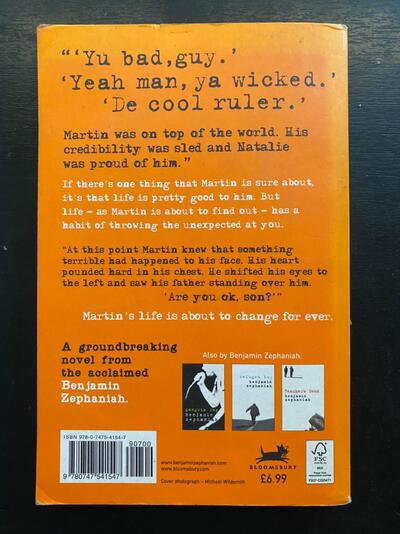 “‘Yu bad,guy.’
‘Yeah man, ya wicked.’
‘De cool ruler.’
Martin was on top of the world. His
credibility was sled and Natalie
was proud of him.”
If there's one thing that Martin is sure about,
it's that life is pretty good to him. But
life – as Martin is about to find out – has a
habit of throwing the unexpected at you.
“At this point Martin knew that something
terrible had happened to his face. His heart
pounded hard in his chest. He shifted his eyes to
the left and saw his father standing over him.
‘Are you ok, son?’”
Martin's life is about to change for ever.
A groundbreaking
novel from
the acclaimed
Benjamin
Zephaniah.
Also by Benjamin Zephaniah:
gangsta rap
benjamin
zephaniah
refugee boy
benjamin
zephaniah
Teacher's Dead
benjamin
zephaniah
ISBN 978-0-7475-4154-7
90700
9 780747 541547
www.benjaminzephaniah.com
www.bloomsbury.com
Cover photograph - Michael Wildsmith
BLOOMSBURY
£6.99
FSC
MIX